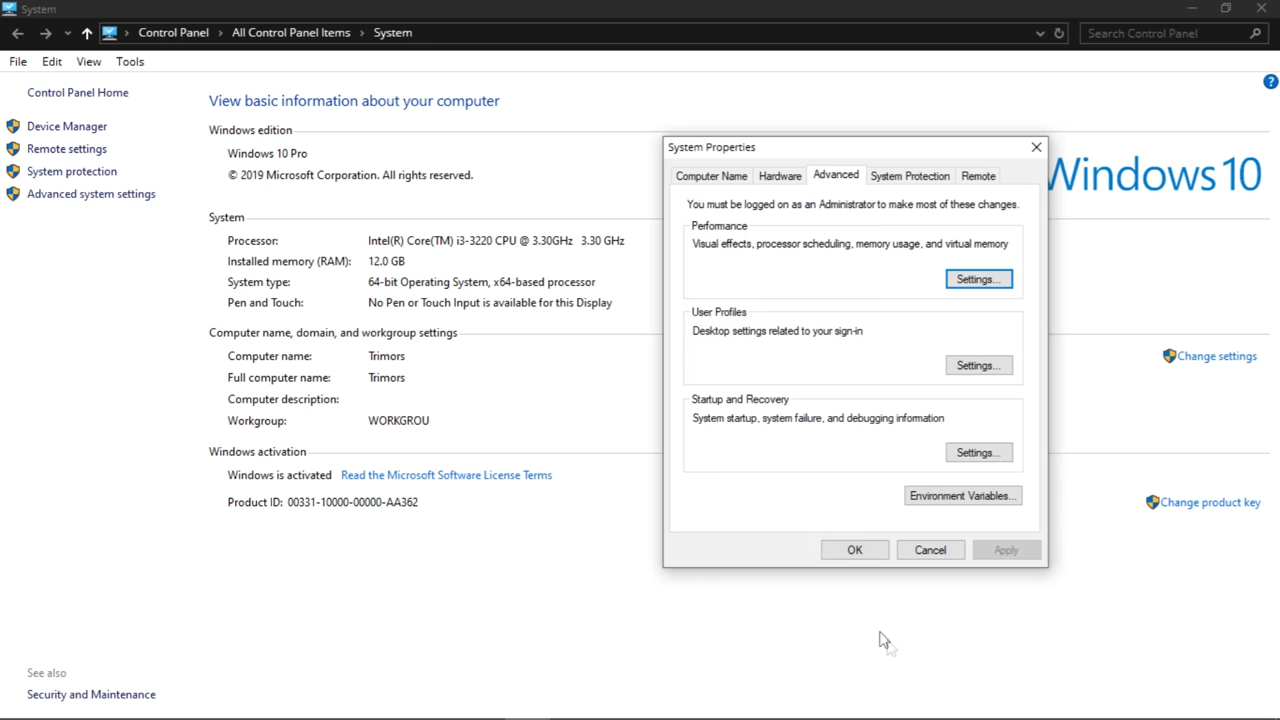 System
Control Panel > All Control Panel Items > System
Search Control Panel
File Edit View Tools
Control Panel Home
Device Manager
Remote settings
System protection
Advanced system settings
See also
Security and Maintenance
View basic information about your computer
Windows edition
Windows 10 Pro
© 2019 Microsoft Corporation. All rights reserved.
System
Processor: Intel(R) Core(TM) i3-3220 CPU @ 3.30GHz 3.30 GHz
Installed memory (RAM): 12.0 GB
System type: 64-bit Operating System, x64-based processor
Pen and Touch: No Pen or Touch Input is available for this Display
Computer name, domain, and workgroup settings
Computer name: Trimors
Full computer name: Trimors
Computer description:
Workgroup: WORKGROU
Windows activation
Windows is activated Read the Microsoft Software License Terms
Product ID: 00331-10000-00000-AA362
Windows 10
Change settings
Change product key
System Properties
Computer Name Hardware Advanced System Protection Remote
You must be logged on as an Administrator to make most of these changes.
Performance
Visual effects, processor scheduling, memory usage, and virtual memory
Settings...
User Profiles
Desktop settings related to your sign-in
Settings...
Startup and Recovery
System startup, system failure, and debugging information
Settings...
Environment Variables...
OK Cancel Apply